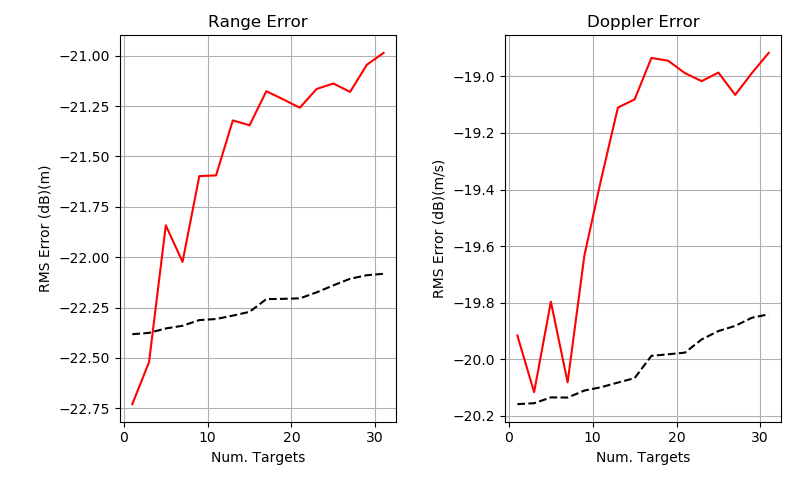 Range Error
RMS Error (dB)(m)
−21.00
−21.25
−21.50
−21.75
−22.00
−22.25
−22.50
−22.75
0 10 20 30
Num. Targets
Doppler Error
RMS Error (dB)(m/s)
−19.0
−19.2
−19.4
−19.6
−19.8
−20.0
−20.2
0 10 20 30
Num. Targets